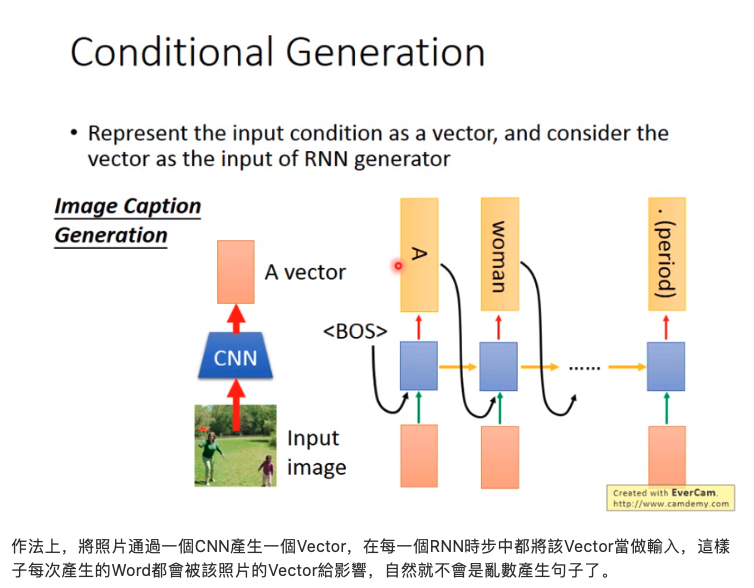 Conditional Generation
• Represent the input condition as a vector, and consider the
vector as the input of RNN generator
Image Caption
Generation
A vector
CNN
Input
image
<BOS>
A
woman
. (period)
......
Created with EverCam.
http://www.camdemy.com
作法上，將照片通過一個CNN產生一個Vector，在每一個RNN時步中都將該Vector當做輸入，這樣
子每次產生的Word都會被該照片的Vector給影響，自然就不會是亂數產生句子了。